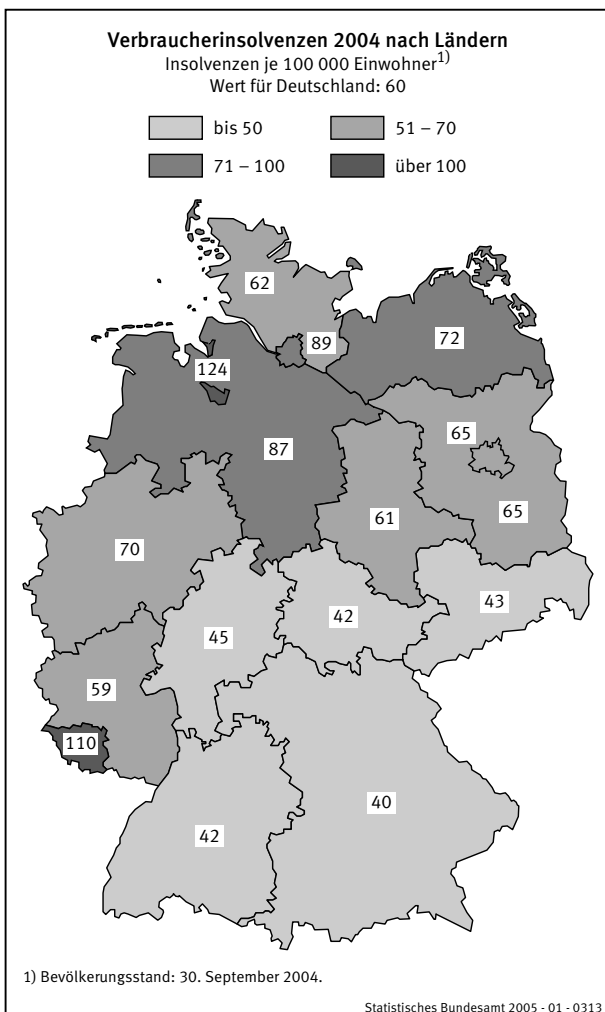 Verbraucherinsolvenzen 2004 nach Ländern
Insolvenzen je 100 000 Einwohner1)
Wert für Deutschland: 60
bis 50
51 – 70
71 – 100
über 100
62
89
72
124
65
87
65
61
70
43
42
45
59
110
40
42
1) Bevölkerungsstand: 30. September 2004.
Statistisches Bundesamt 2005 - 01 - 0313